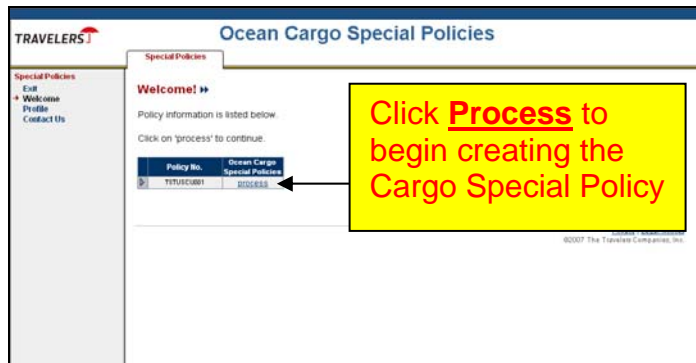 TRAVELERS
Ocean Cargo Special Policies
Special Policies
Special Policies
Exit
Welcome
Profile
Contact Us
Welcome!
Policy information is listed below.
Click on 'process' to continue.
Policy No.
Ocean Cargo
Special Policies
TSTUSCU001
process
Click Process to
begin creating the
Cargo Special Policy
©2007 The Travelers Companies, Inc.